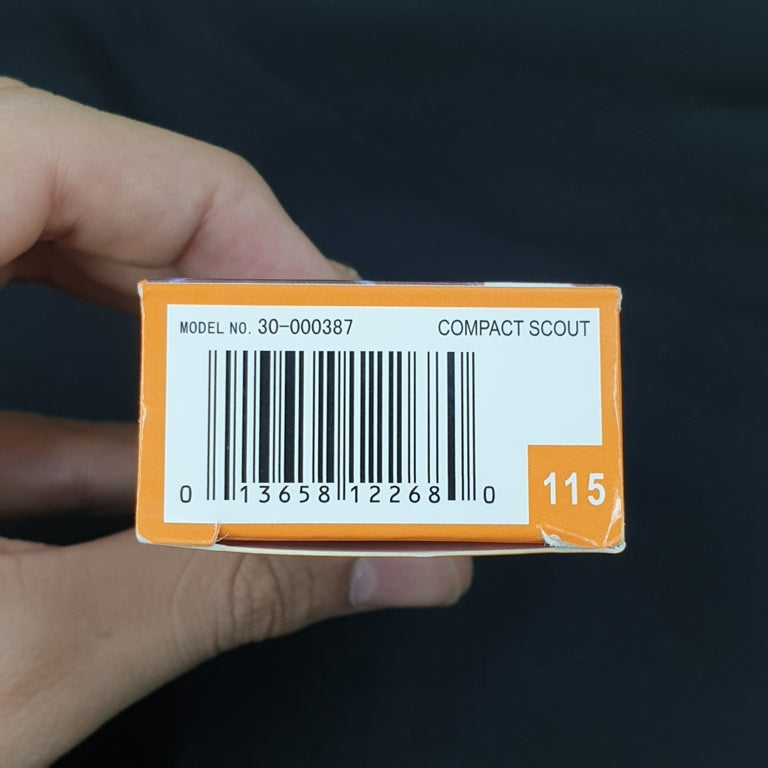 MODEL NO. 30-000387 COMPACT SCOUT
0 13658 12268 0
115